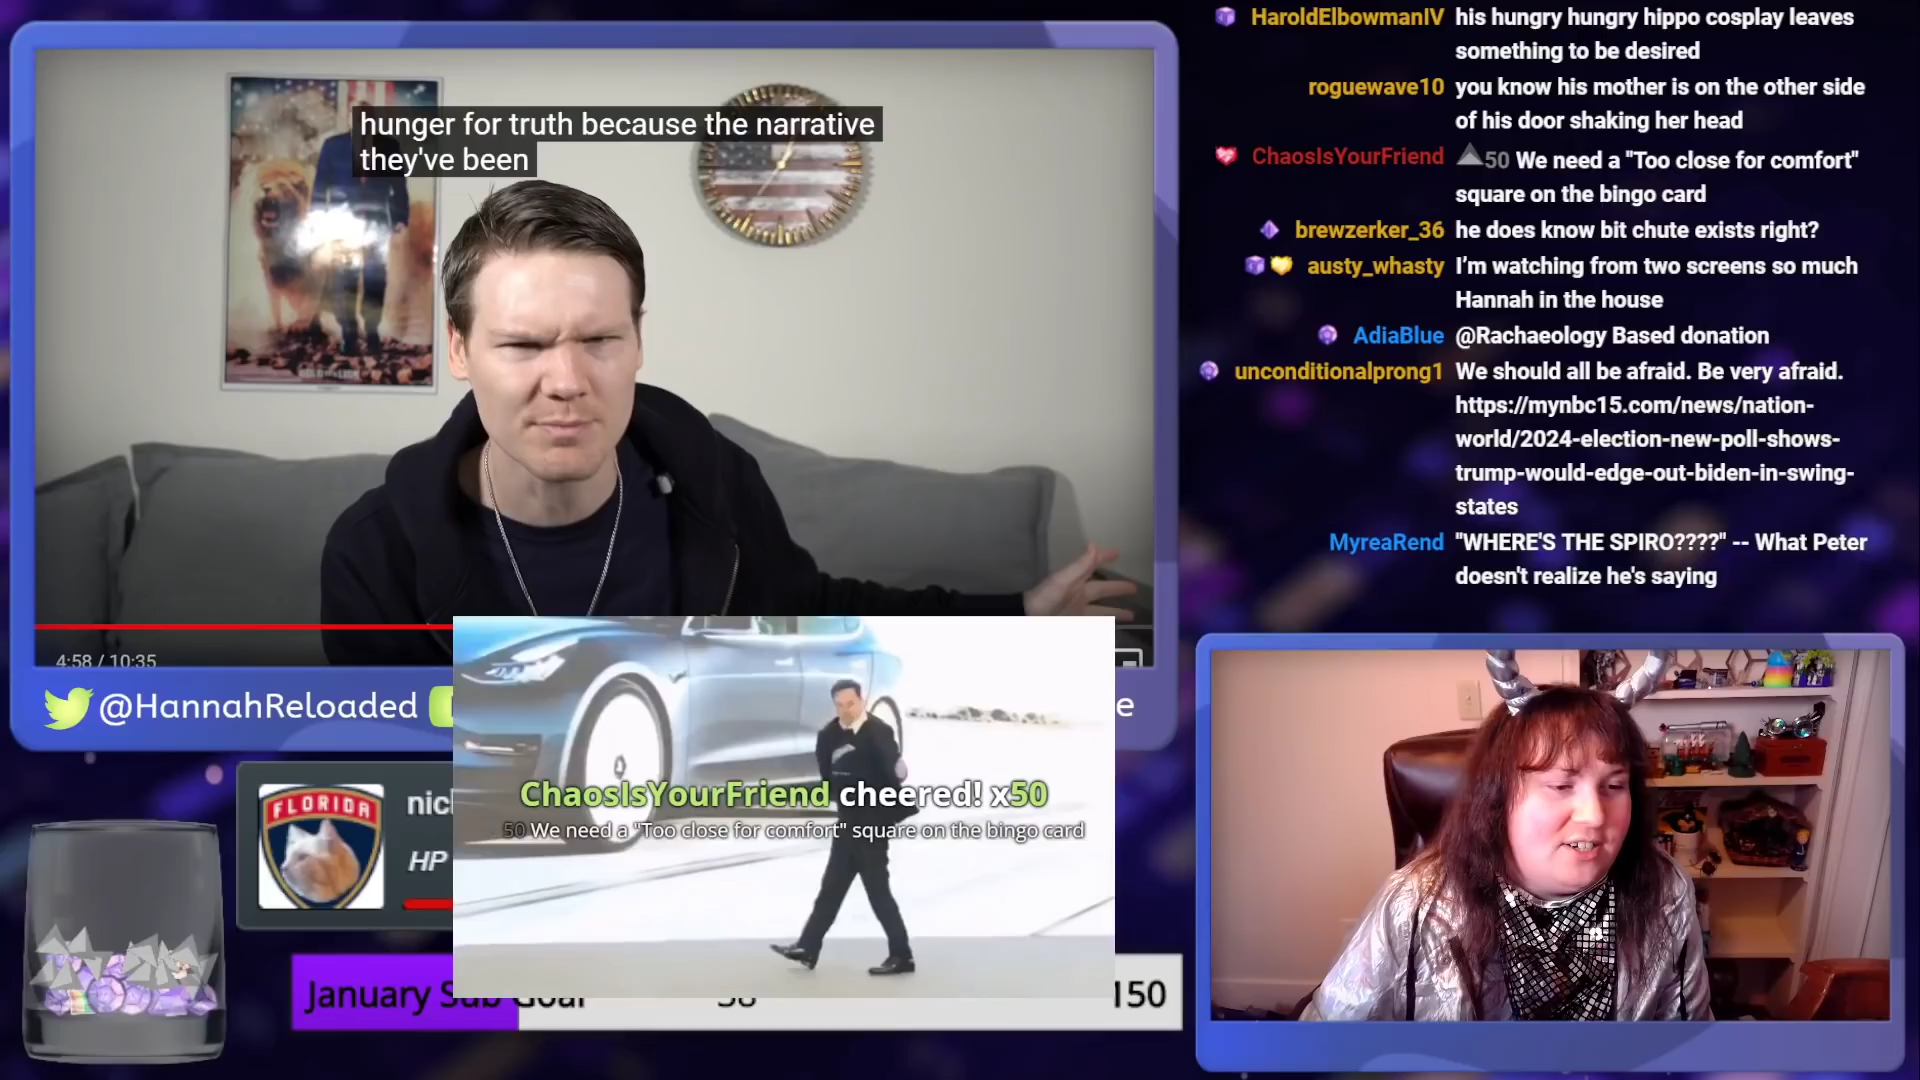 hunger for truth because the narrative
they've been
4:58 / 10:35
@HannahReloaded
e
FLORIDA
HP
ChaosIsYourFriend cheered! x50
50 We need a "Too close for comfort" square on the bingo card
January Sub Goal
150
HaroldElbowmanIV his hungry hungry hippo cosplay leaves
something to be desired
roguewave10 you know his mother is on the other side
of his door shaking her head
ChaosIsYourFriend 50 We need a "Too close for comfort"
square on the bingo card
brewzerker_36 he does know bit chute exists right?
austy_whasty I'm watching from two screens so much
Hannah in the house
AdiaBlue @Rachaeology Based donation
unconditionalprong1 We should all be afraid. Be very afraid.
https://mynbc15.com/news/nation-
world/2024-election-new-poll-shows-
trump-would-edge-out-biden-in-swing-
states
MyreaRend "WHERE'S THE SPIRO????" -- What Peter
doesn't realize he's saying